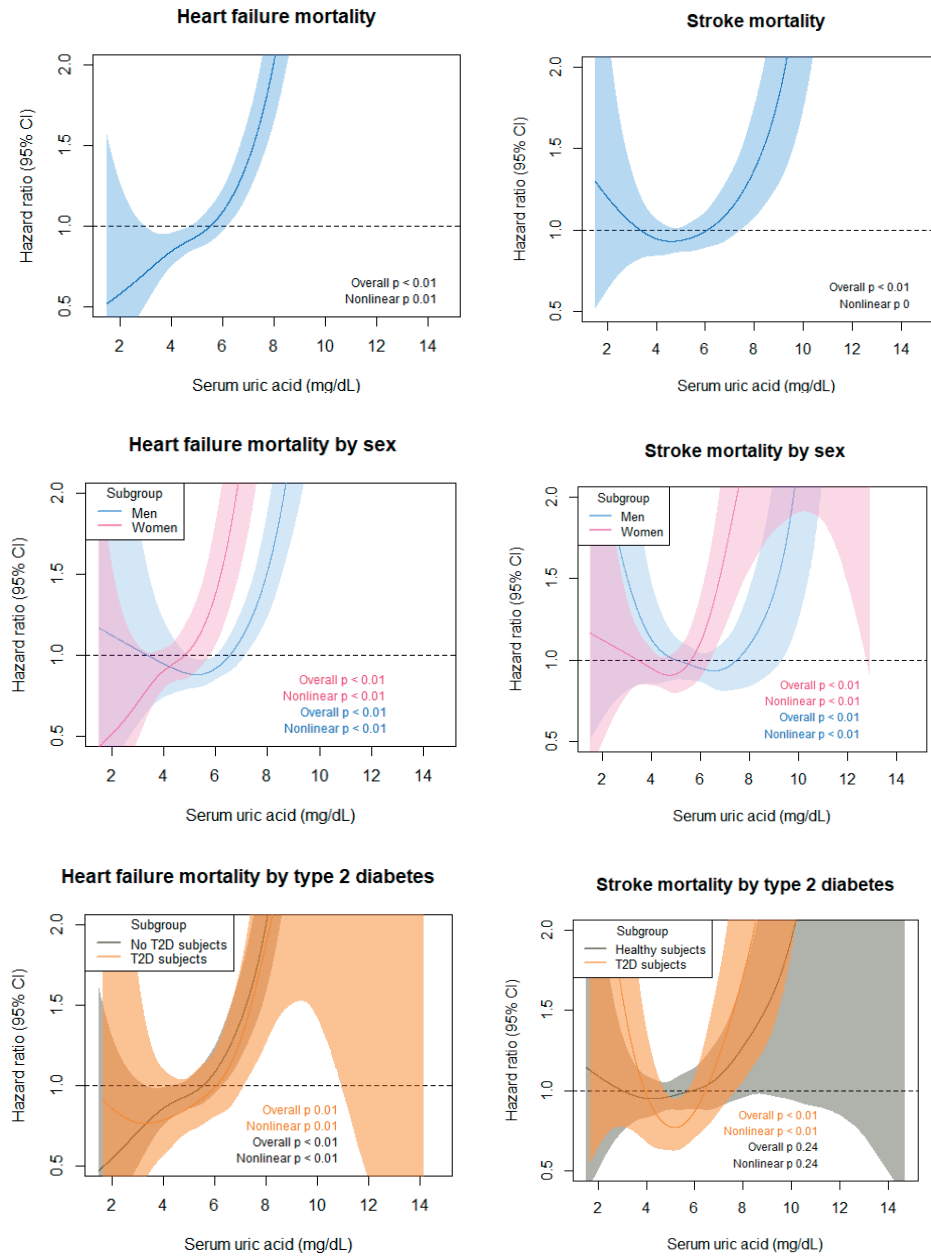 Heart failure mortality
Hazard ratio (95% CI)
2.0
1.5
1.0
0.5
Overall p < 0.01
Nonlinear p 0.01
2 4 6 8 10 12 14
Serum uric acid (mg/dL)
Stroke mortality
Hazard ratio (95% CI)
2.0
1.5
1.0
0.5
Overall p < 0.01
Nonlinear p 0
2 4 6 8 10 12 14
Serum uric acid (mg/dL)
Heart failure mortality by sex
Hazard ratio (95% CI)
2.0
1.5
1.0
0.5
Subgroup
Men
Women
Overall p < 0.01
Nonlinear p < 0.01
Overall p < 0.01
Nonlinear p < 0.01
2 4 6 8 10 12 14
Serum uric acid (mg/dL)
Stroke mortality by sex
Hazard ratio (95% CI)
2.0
1.5
1.0
0.5
Subgroup
Men
Women
Overall p < 0.01
Nonlinear p < 0.01
Overall p < 0.01
Nonlinear p < 0.01
2 4 6 8 10 12 14
Serum uric acid (mg/dL)
Heart failure mortality by type 2 diabetes
Hazard ratio (95% CI)
2.0
1.5
1.0
0.5
Subgroup
No T2D subjects
T2D subjects
Overall p 0.01
Nonlinear p 0.01
Overall p < 0.01
Nonlinear p < 0.01
2 4 6 8 10 12 14
Serum uric acid (mg/dL)
Stroke mortality by type 2 diabetes
Hazard ratio (95% CI)
2.0
1.5
1.0
0.5
Subgroup
Healthy subjects
T2D subjects
Overall p < 0.01
Nonlinear p < 0.01
Overall p 0.24
Nonlinear p 0.24
2 4 6 8 10 12 14
Serum uric acid (mg/dL)